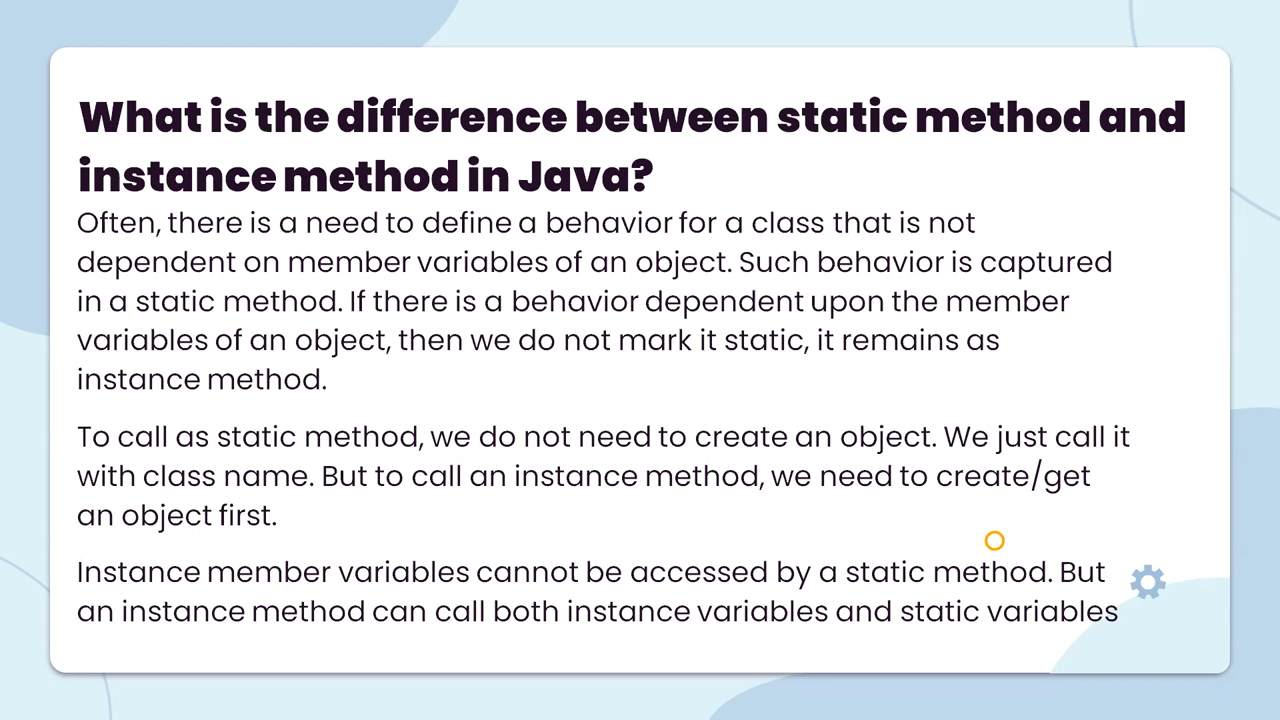 What is the difference between static method and
instance method in Java?
Often, there is a need to define a behavior for a class that is not
dependent on member variables of an object. Such behavior is captured
in a static method. If there is a behavior dependent upon the member
variables of an object, then we do not mark it static, it remains as
instance method.
To call as static method, we do not need to create an object. We just call it
with class name. But to call an instance method, we need to create/get
an object first.
Instance member variables cannot be accessed by a static method. But
an instance method can call both instance variables and static variables